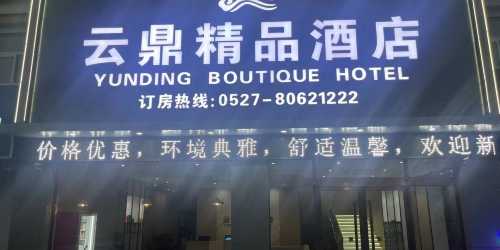 云鼎精品酒店
YUNDING BOUTIQUE HOTEL
订房热线:0527-80621222
价格优惠，环境典雅，舒适温馨，欢迎新